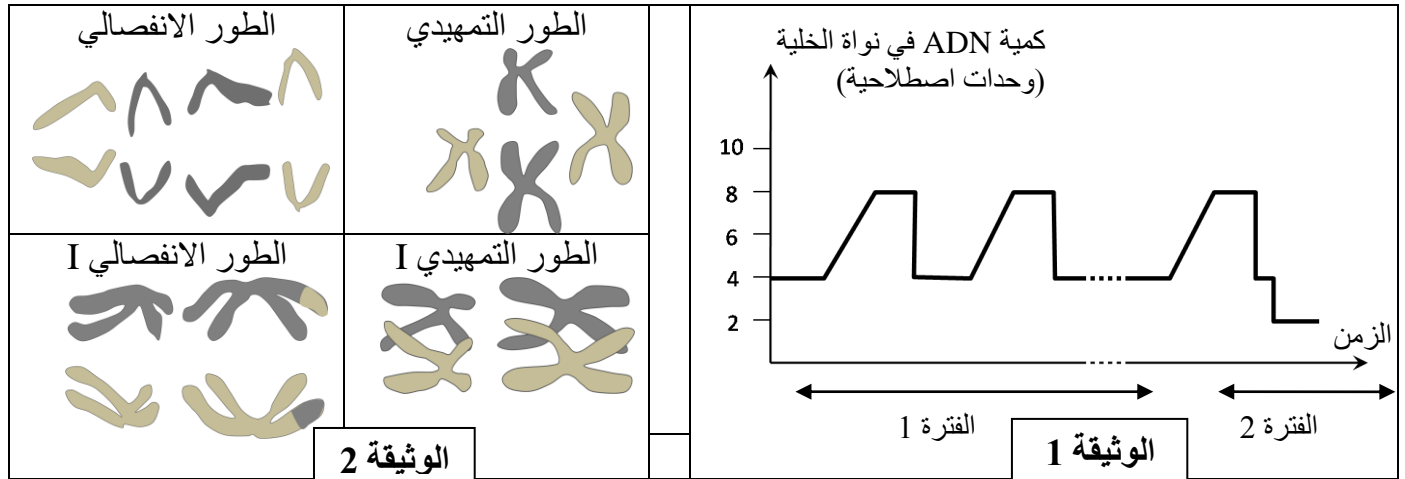 كمية ADN في نواة الخلية
(وحدات اصطلاحية)
10
8
6
4
2
الزمن
الفترة 1
الفترة 2
الوثيقة 1
الطور التمهيدي
الطور الانفصالي
الطور التمهيدي I
الطور الانفصالي I
الوثيقة 2